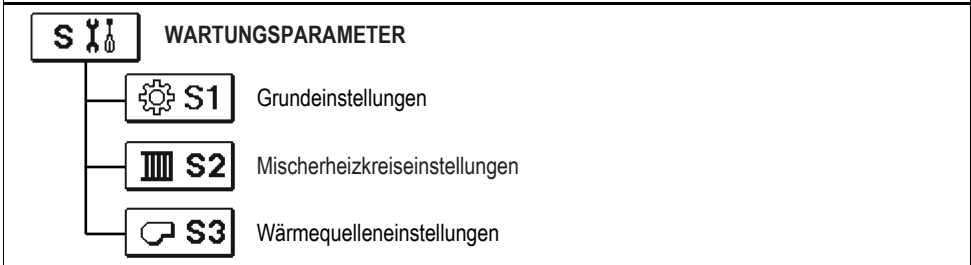 S WARTUNGSPARAMETER
S1 Grundeinstellungen
S2 Mischerheizkreiseinstellungen
S3 Wärmequelleneinstellungen